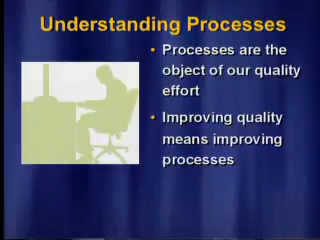 Understanding Processes
• Processes are the
object of our quality
effort
• Improving quality
means improving
processes